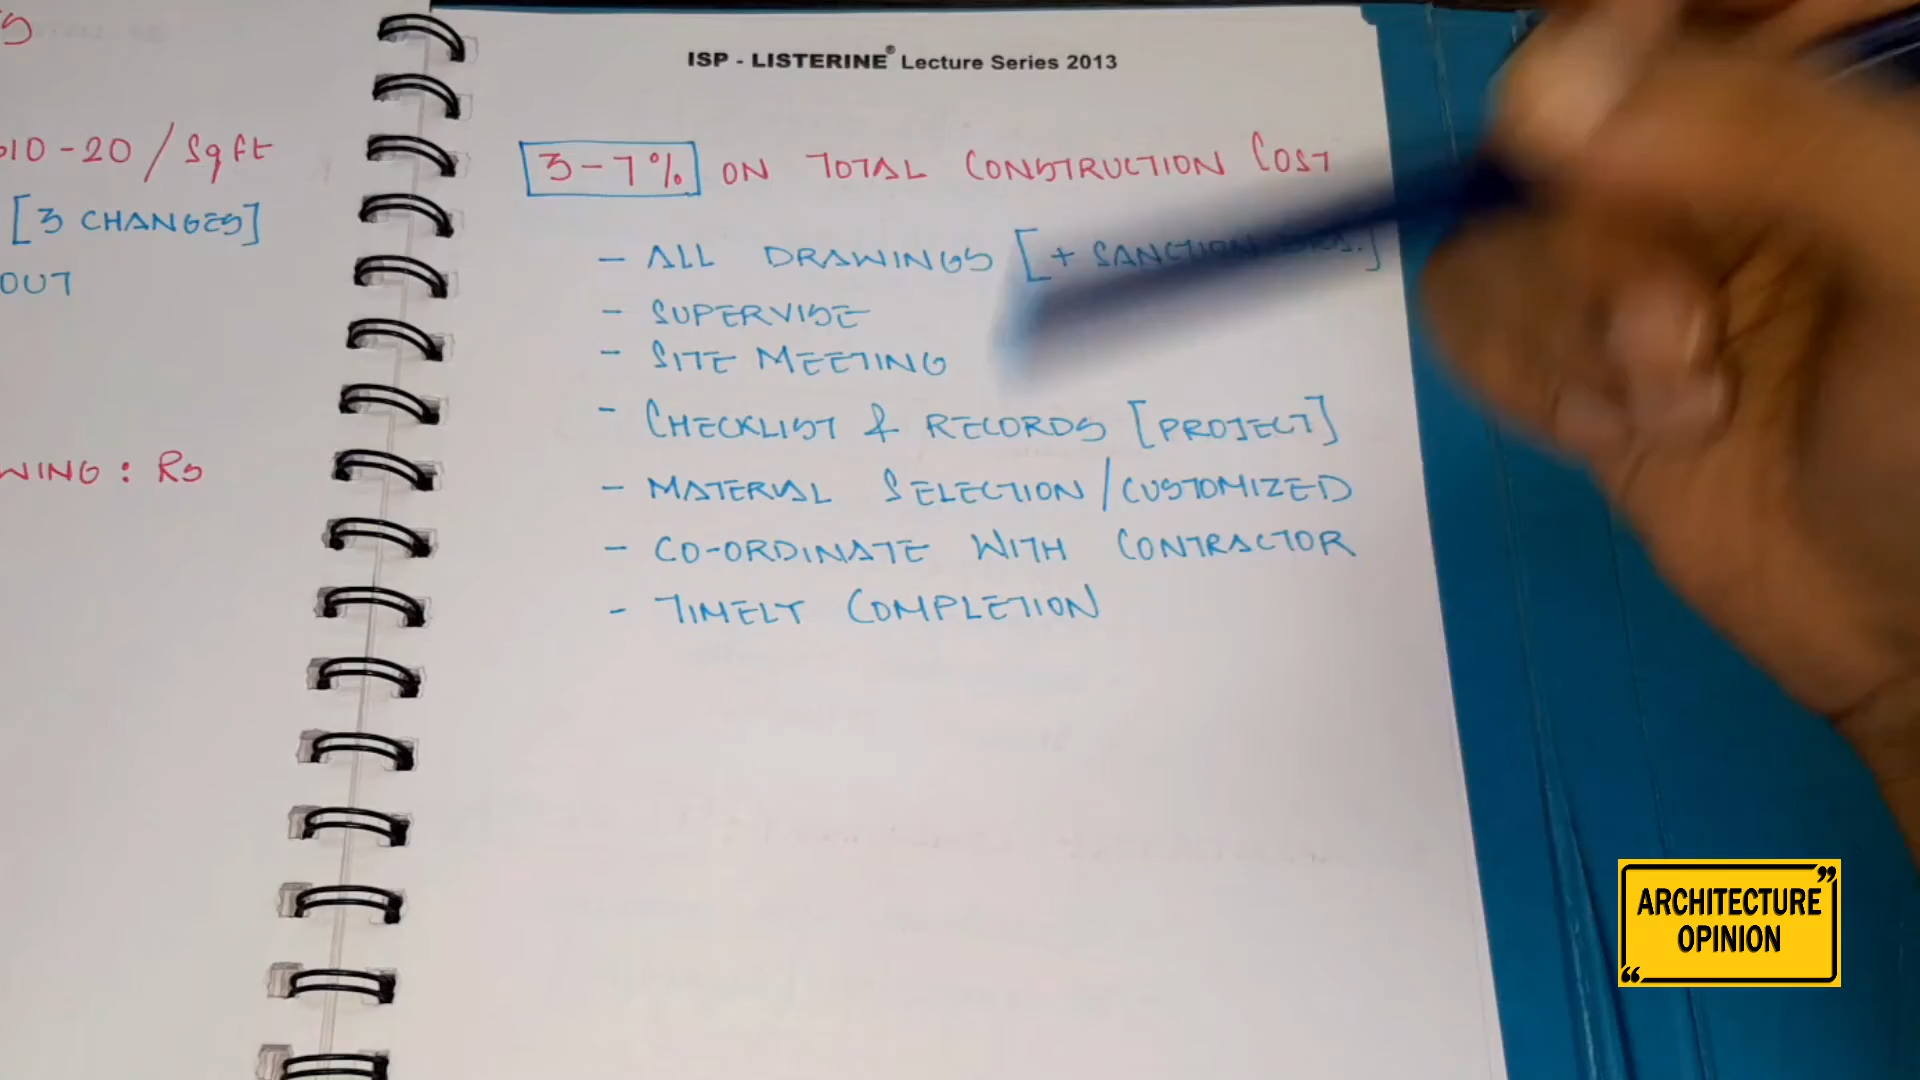 S
10-20/Sqft
[3 CHANGES]
OUT
WING: Rs
ISP - LISTERINE® Lecture Series 2013
3-7% ON TOTAL CONSTRUCTION COST
- ALL DRAWINGS [+ SANCTION DRS.]
- SUPERVISE
- SITE MEETING
- CHECKLIST & RECORDS [PROJECT]
- MATERIAL SELECTION/CUSTOMIZED
- CO-ORDINATE WITH CONTRACTOR
- TIMELY COMPLETION
"ARCHITECTURE
OPINION"